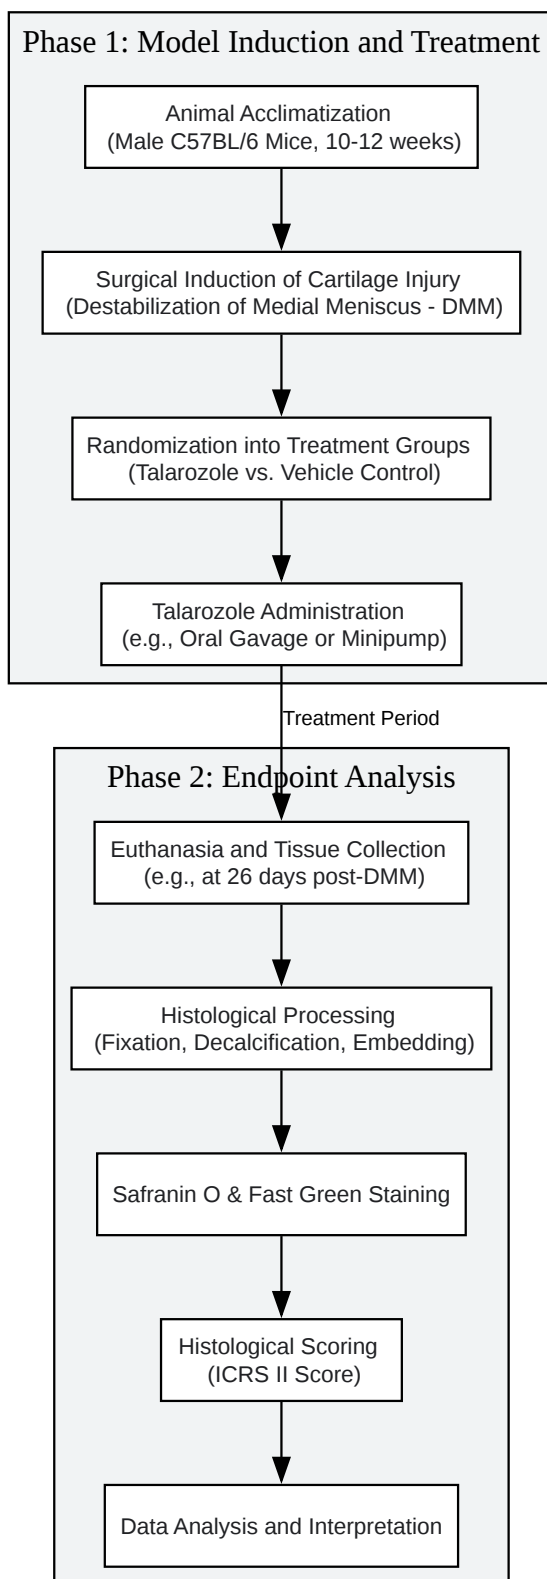 Phase 1: Model Induction and Treatment
Animal Acclimatization
(Male C57BL/6 Mice, 10-12 weeks)
Surgical Induction of Cartilage Injury
(Destabilization of Medial Meniscus - DMM)
Randomization into Treatment Groups
(Talarozole vs. Vehicle Control)
Talarozole Administration
(e.g., Oral Gavage or Minipump)
Treatment Period
Phase 2: Endpoint Analysis
Euthanasia and Tissue Collection
(e.g., at 26 days post-DMM)
Histological Processing
(Fixation, Decalcification, Embedding)
Safranin O & Fast Green Staining
Histological Scoring
(ICRS II Score)
Data Analysis and Interpretation